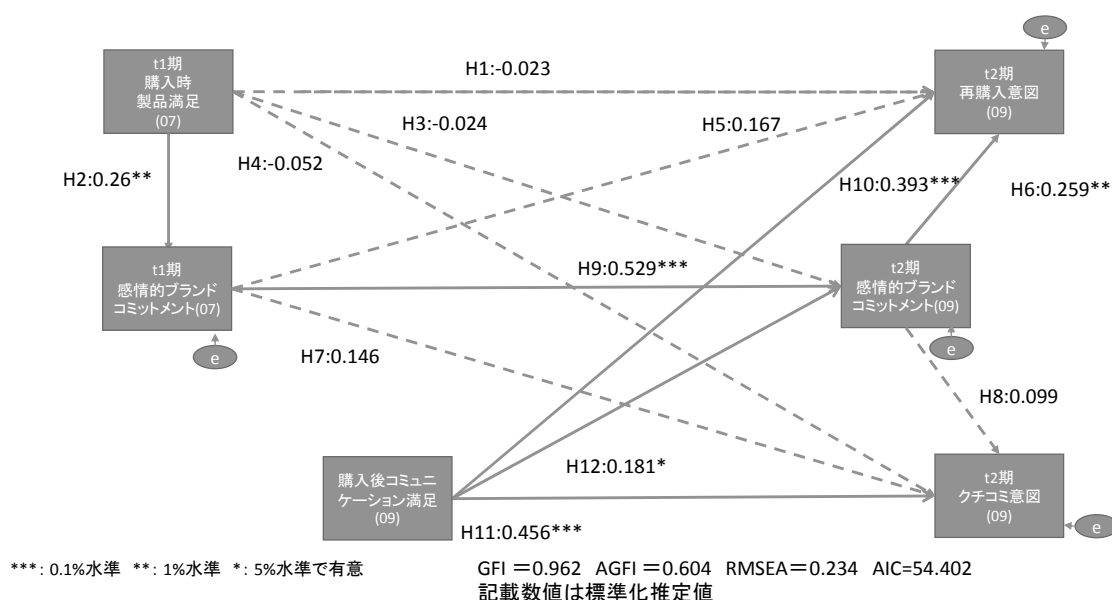 e
t1期
購入時
製品満足
(07)
H1:-0.023
t2期
再購入意図
(09)
H3:-0.024
H5:0.167
H4:-0.052
H2:0.26**
H10:0.393***
H6:0.259**
t1期
感情的ブランド
コミットメント(07)
H9:0.529***
t2期
感情的ブランド
コミットメント
(09)
e
e
H7:0.146
H8:0.099
購入後コミュニ
ケーション満足
(09)
H12:0.181*
t2期
クチコミ意図
(09)
H11:0.456***
e
***: 0.1%水準 **: 1%水準 *: 5%水準で有意
GFI =0.962 AGFI =0.604 RMSEA=0.234 AIC=54.402
記載数値は標準化推定値